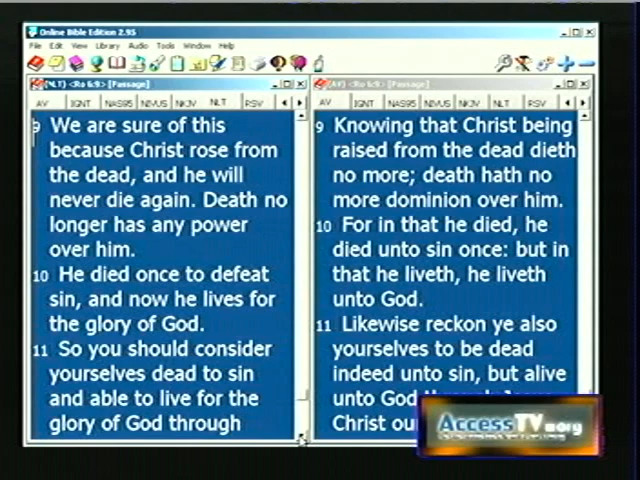 Online Bible Edition 2.95
File Edit View Library Audio Tools Window Help
(NLT) <Ro 6:9> [Passage]
AV IGNT NAS95 NIVUS NKJV NLT RSV
9 We are sure of this
because Christ rose from
the dead, and he will
never die again. Death no
longer has any power
over him.
10 He died once to defeat
sin, and now he lives for
the glory of God.
11 So you should consider
yourselves dead to sin
and able to live for the
glory of God through
(AV) <Ro 6:9> [Passage]
AV IGNT NAS95 NIVUS NKJV NLT RSV
9 Knowing that Christ being
raised from the dead dieth
no more; death hath no
more dominion over him.
10 For in that he died, he
died unto sin once: but in
that he liveth, he liveth
unto God.
11 Likewise reckon ye also
yourselves to be dead
indeed unto sin, but alive
unto God through Jesus
Christ our
AccessTV.org